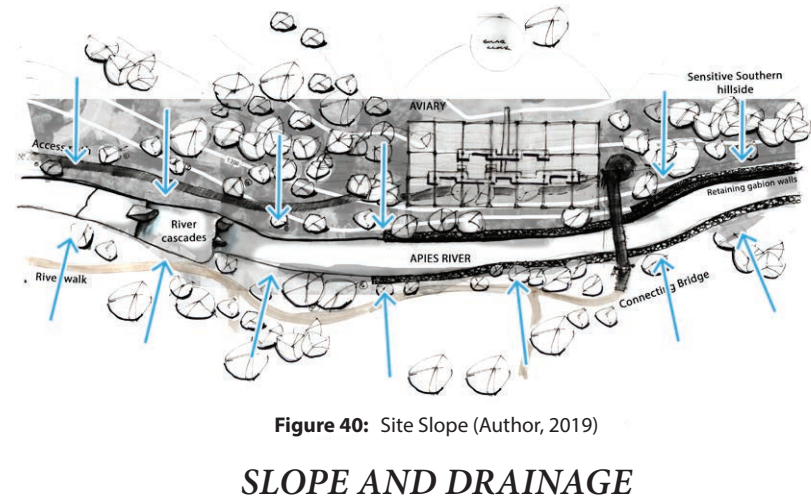 AVIARY
Sensitive Southern
hillside
Access
Retaining gabion walls
River
cascades
APIES RIVER
River walk
Connecting Bridge
Figure 40: Site Slope (Author, 2019)
SLOPE AND DRAINAGE